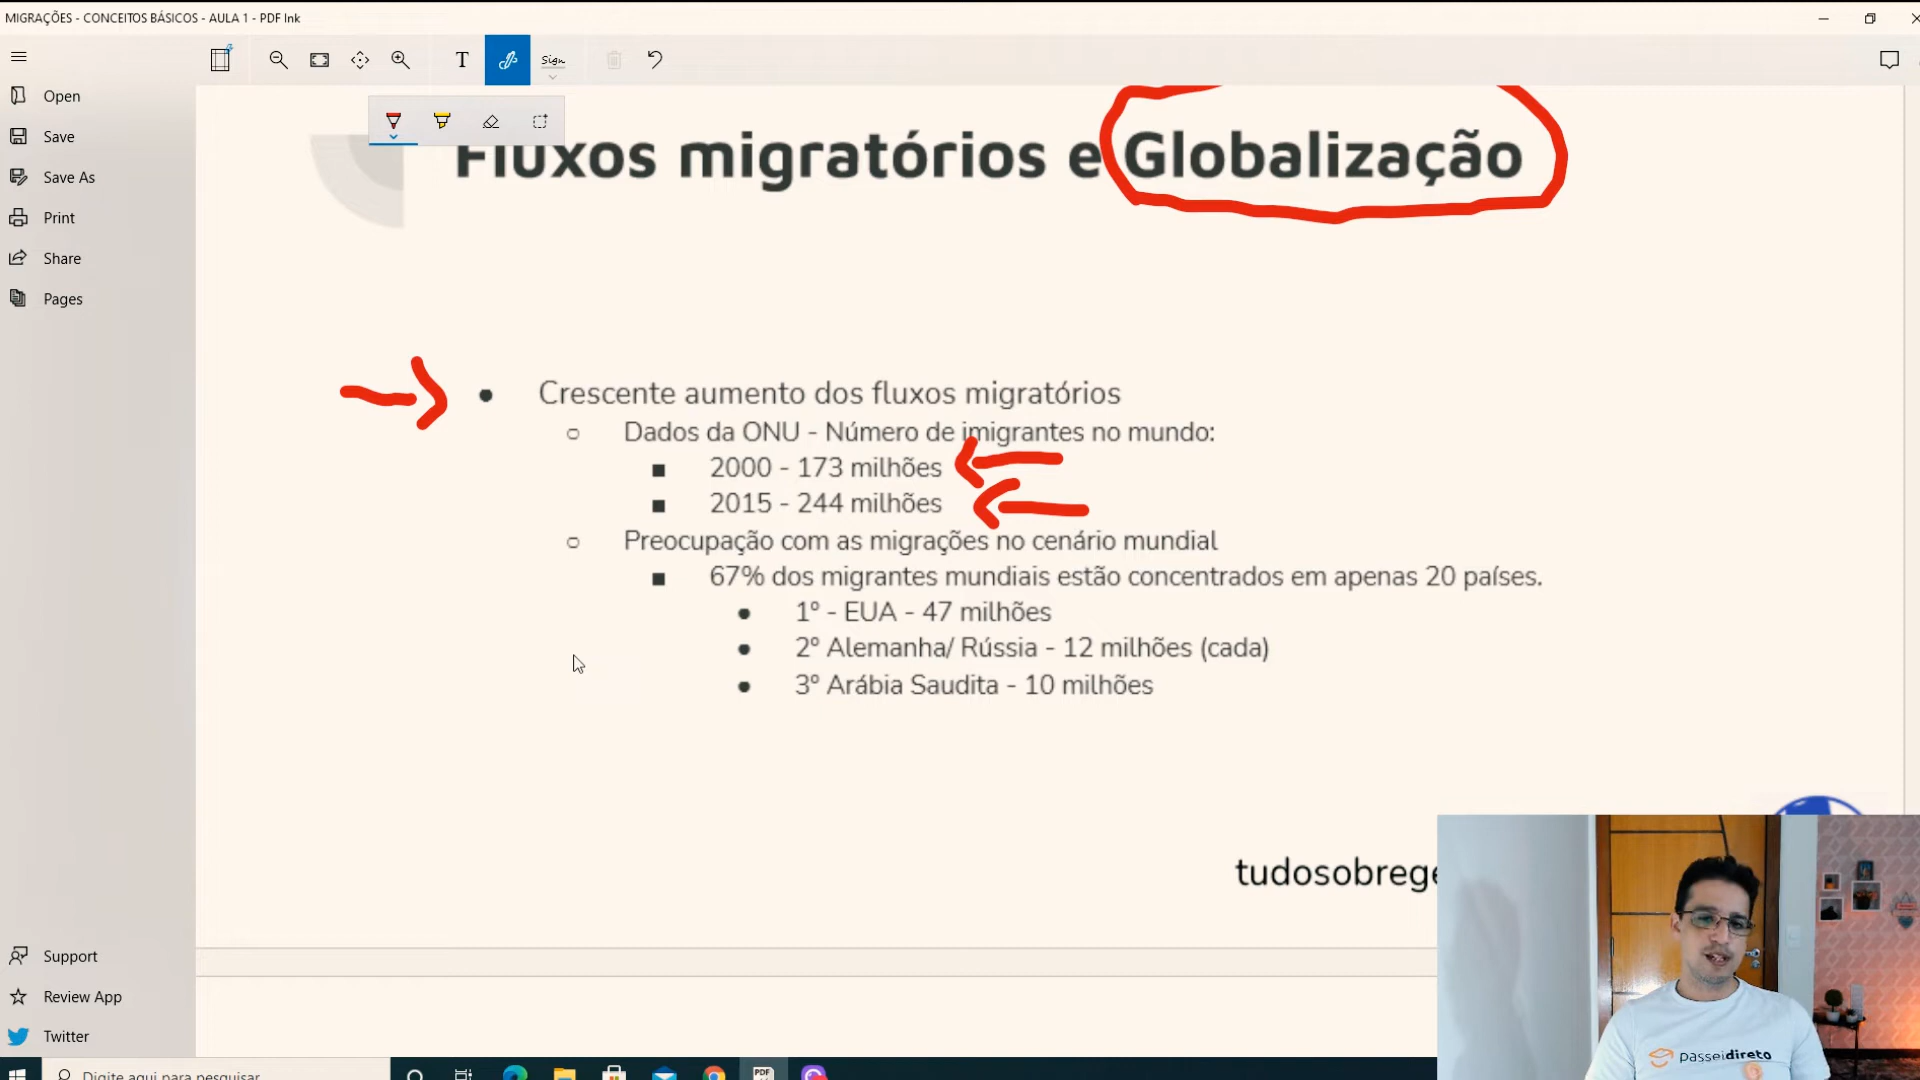 MIGRAÇÕES - CONCEITOS BÁSICOS - AULA 1 - PDF Ink
T
Sign
Open
Save
Save As
Print
Share
Pages
Fluxos migratórios e Globalização
Crescente aumento dos fluxos migratórios
Dados da ONU - Número de imigrantes no mundo:
2000 - 173 milhões
2015 - 244 milhões
Preocupação com as migrações no cenário mundial
67% dos migrantes mundiais estão concentrados em apenas 20 países.
1º - EUA - 47 milhões
2º Alemanha/ Rússia - 12 milhões (cada)
3º Arábia Saudita - 10 milhões
tudosobrege
Support
Review App
Twitter
passeidireto
Digite aqui para pesquisar
PDF